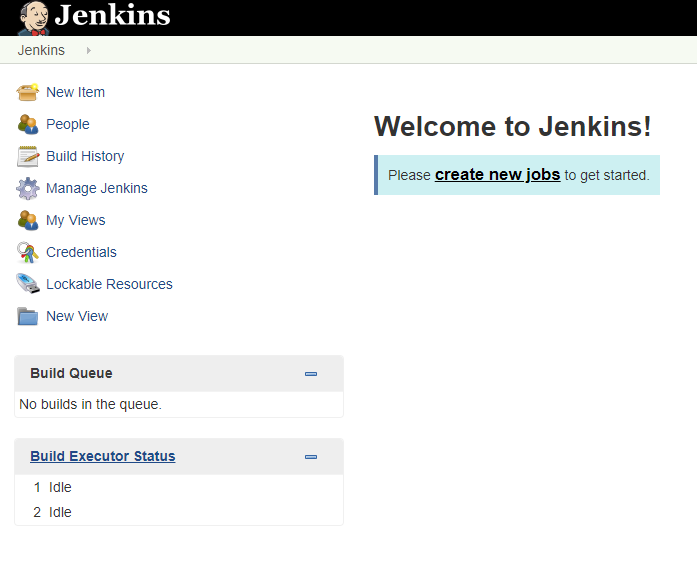 Jenkins
Jenkins
New Item
People
Build History
Manage Jenkins
My Views
Credentials
Lockable Resources
New View
Build Queue
No builds in the queue.
Build Executor Status
1 Idle
2 Idle
Welcome to Jenkins!
Please create new jobs to get started.